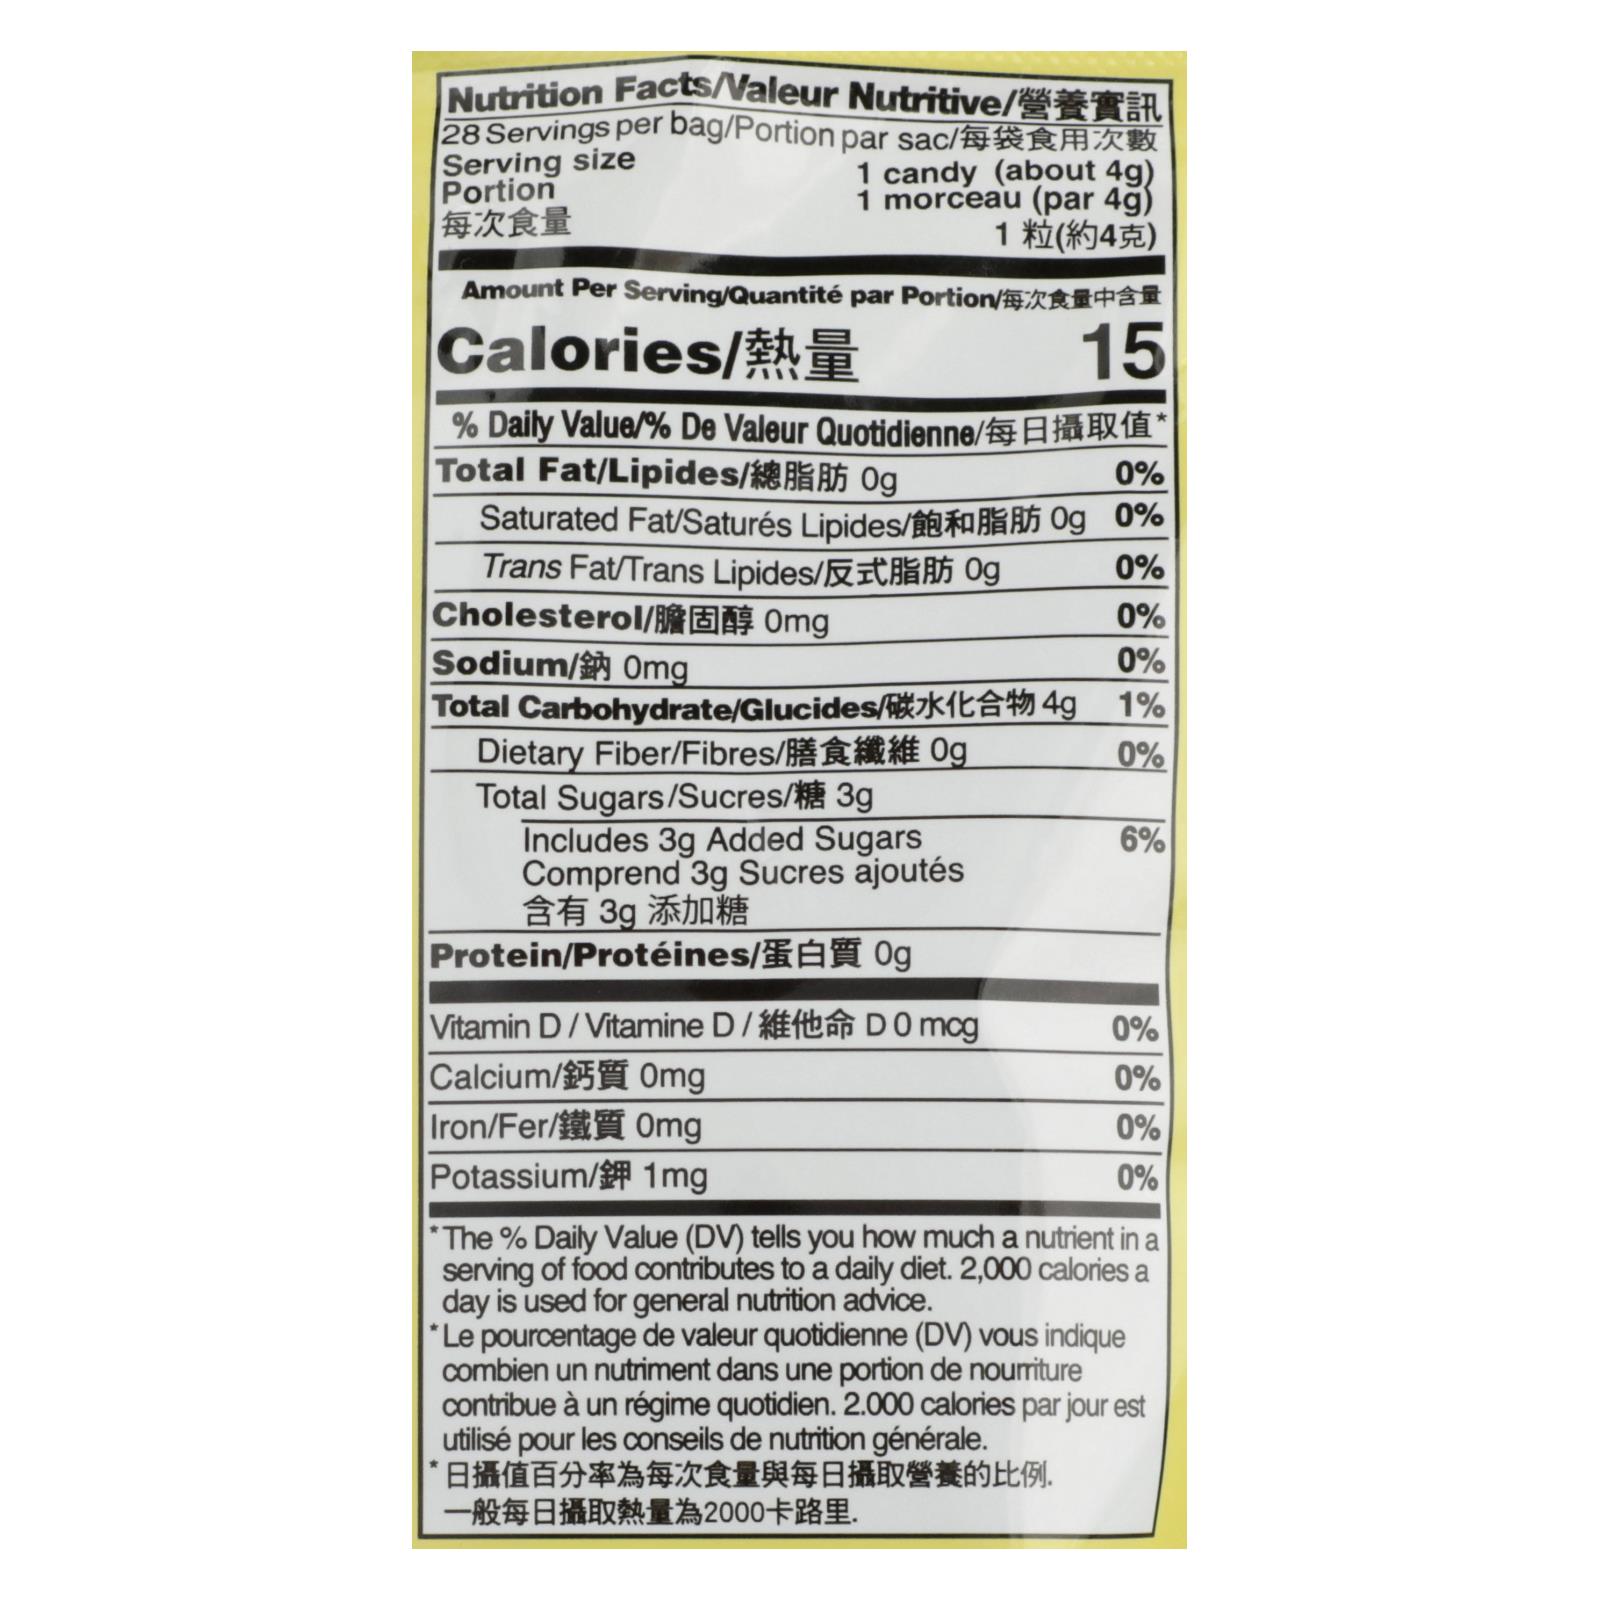 Nutrition Facts/Valeur Nutritive/營養實訊
28 Servings per bag/Portion par sac/每袋食用次數
Serving size
Portion
每次食量
1 candy (about 4g)
1 morceau (par 4g)
1 粒(約4克)
Amount Per Serving/Quantité par Portion/每次食量中含量
Calories/熱量 15
% Daily Value/% De Valeur Quotidienne/每日攝取值*
Total Fat/Lipides/總脂肪 0g 0%
Saturated Fat/Saturés Lipides/飽和脂肪 0g 0%
Trans Fat/Trans Lipides/反式脂肪 0g 0%
Cholesterol/膽固醇 0mg 0%
Sodium/鈉 0mg 0%
Total Carbohydrate/Glucides/碳水化合物 4g 1%
Dietary Fiber/Fibres/膳食纖維 0g 0%
Total Sugars/Sucres/糖 3g
Includes 3g Added Sugars 6%
Comprend 3g Sucres ajoutés
含有 3g 添加糖
Protein/Protéines/蛋白質 0g
Vitamin D / Vitamine D / 維他命 D 0 mcg 0%
Calcium/鈣質 0mg 0%
Iron/Fer/鐵質 0mg 0%
Potassium/鉀 1mg 0%
* The % Daily Value (DV) tells you how much a nutrient in a
serving of food contributes to a daily diet. 2,000 calories a
day is used for general nutrition advice.
* Le pourcentage de valeur quotidienne (DV) vous indique
combien un nutriment dans une portion de nourriture
contribue à un régime quotidien. 2.000 calories par jour est
utilisé pour les conseils de nutrition générale.
* 日攝值百分率為每次食量與每日攝取營養的比例.
一般每日攝取熱量為2000卡路里.